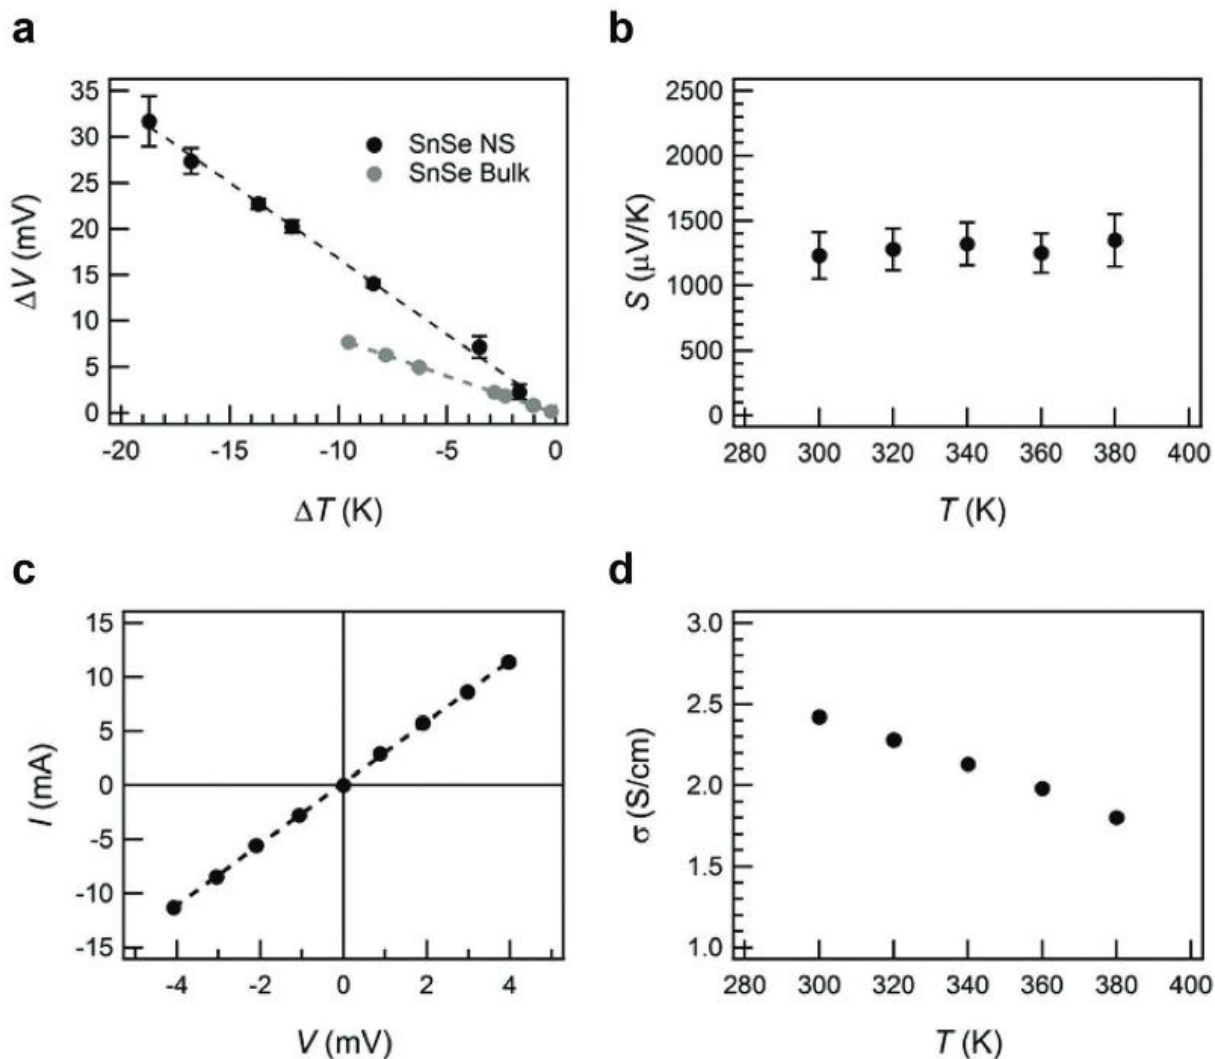 a
35
30
25
20
15
10
5
0
ΔV (mV)
SnSe NS
SnSe Bulk
-20 -15 -10 -5 0
ΔT (K)
b
2500
2000
1500
1000
500
0
S (μV/K)
280 300 320 340 360 380 400
T (K)
c
15
10
5
0
-5
-10
-15
I (mA)
-4 -2 0 2 4
V (mV)
d
3.0
2.5
2.0
1.5
1.0
σ (S/cm)
280 300 320 340 360 380 400
T (K)